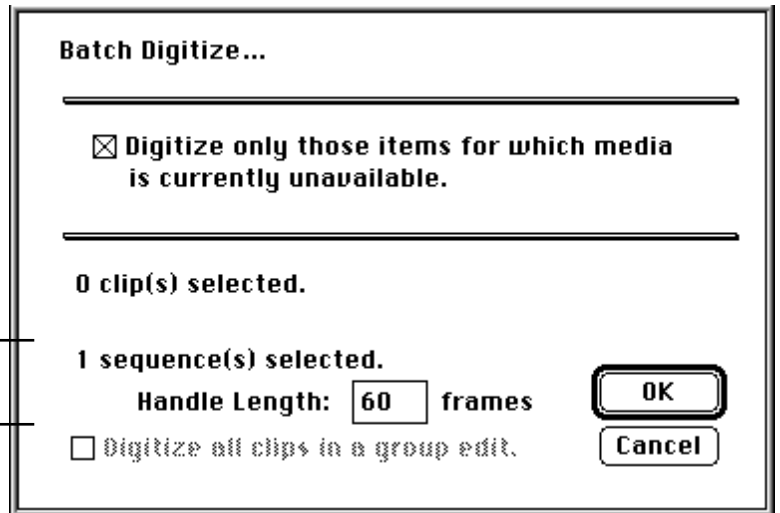 Batch Digitize...
Digitize only those items for which media
is currently unavailable.
0 clip(s) selected.
1 sequence(s) selected.
Handle Length: 60 frames
OK
Digitize all clips in a group edit.
Cancel